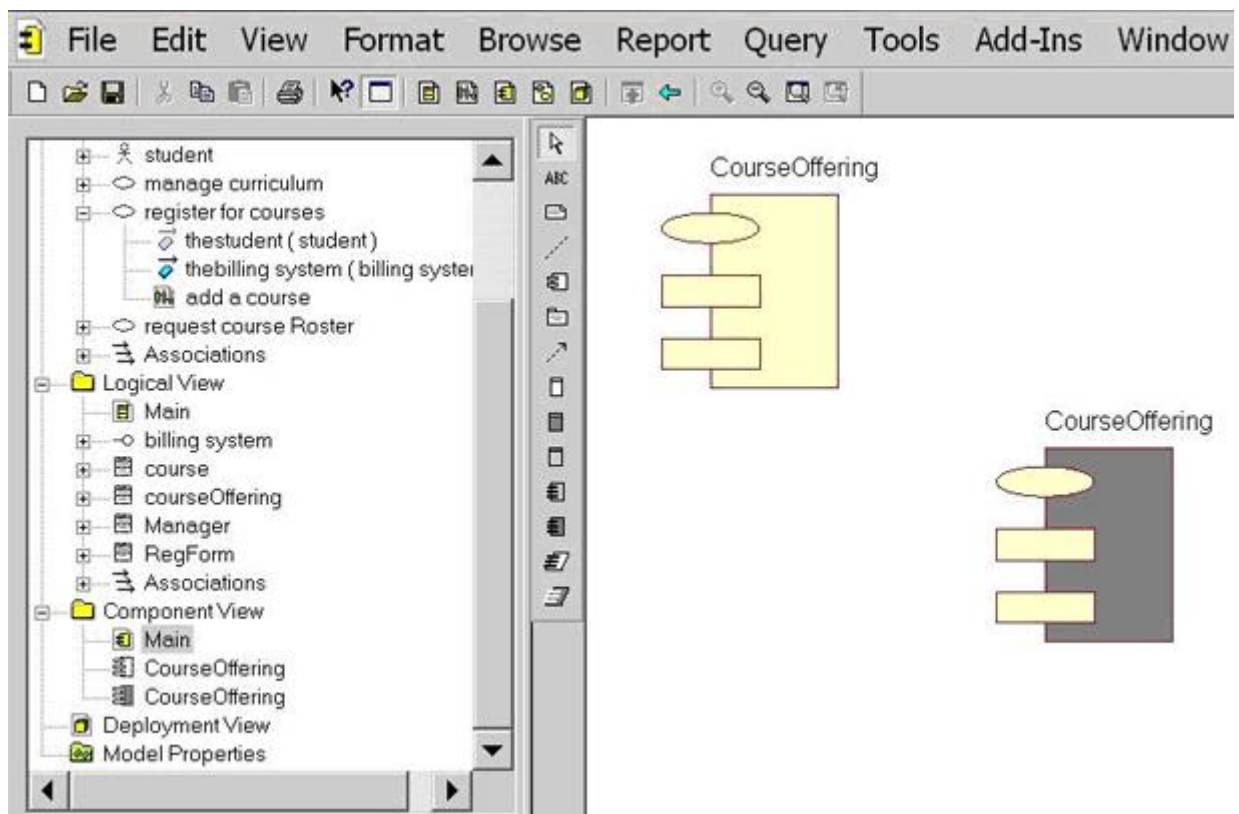 File Edit View Format Browse Report Query Tools Add-Ins Window
student
manage curriculum
register for courses
thestudent ( student )
thebilling system ( billing syster
add a course
request course Roster
Associations
Logical View
Main
billing system
course
courseOffering
Manager
RegForm
Associations
Component View
Main
CourseOffering
CourseOffering
Deployment View
Model Properties
ABC
CourseOffering
CourseOffering